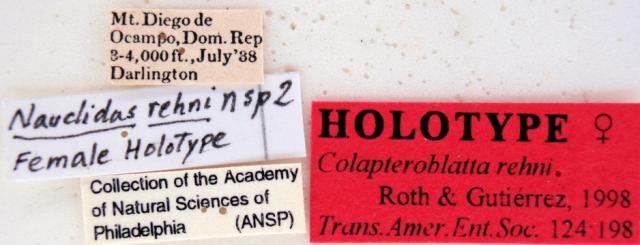 Mt. Diego de
Ocampo, Dom. Rep
3-4,000 ft., July '38
Darlington
Nauclidas rehni n sp 2
Female Holotype
Collection of the Academy
of Natural Sciences of
Philadelphia (ANSP)
HOLOTYPE ♀
Colapteroblatta rehni.
Roth & Gutiérrez, 1998
Trans. Amer. Ent. Soc. 124:198